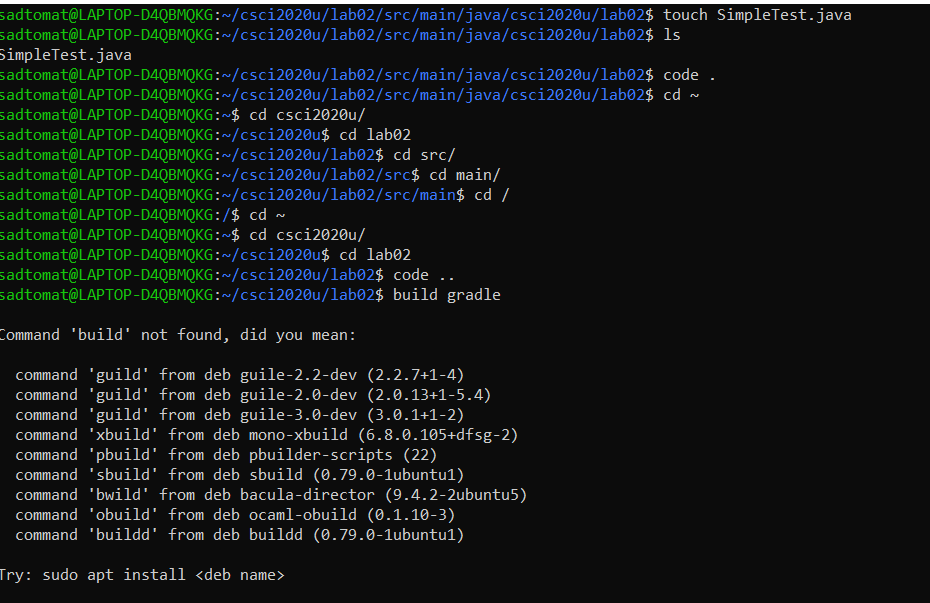 sadtomat@LAPTOP-D4QBMQKG:~/csci2020u/lab02/src/main/java/csci2020u/lab02$ touch SimpleTest.java
sadtomat@LAPTOP-D4QBMQKG:~/csci2020u/lab02/src/main/java/csci2020u/lab02$ ls
SimpleTest.java
sadtomat@LAPTOP-D4QBMQKG:~/csci2020u/lab02/src/main/java/csci2020u/lab02$ code .
sadtomat@LAPTOP-D4QBMQKG:~/csci2020u/lab02/src/main/java/csci2020u/lab02$ cd ~
sadtomat@LAPTOP-D4QBMQKG:~$ cd csci2020u/
sadtomat@LAPTOP-D4QBMQKG:~/csci2020u$ cd lab02
sadtomat@LAPTOP-D4QBMQKG:~/csci2020u/lab02$ cd src/
sadtomat@LAPTOP-D4QBMQKG:~/csci2020u/lab02/src$ cd main/
sadtomat@LAPTOP-D4QBMQKG:~/csci2020u/lab02/src/main$ cd /
sadtomat@LAPTOP-D4QBMQKG:/$ cd ~
sadtomat@LAPTOP-D4QBMQKG:~$ cd csci2020u/
sadtomat@LAPTOP-D4QBMQKG:~/csci2020u$ cd lab02
sadtomat@LAPTOP-D4QBMQKG:~/csci2020u/lab02$ code ..
sadtomat@LAPTOP-D4QBMQKG:~/csci2020u/lab02$ build gradle
Command 'build' not found, did you mean:
command 'guild' from deb guile-2.2-dev (2.2.7+1-4)
command 'guild' from deb guile-2.0-dev (2.0.13+1-5.4)
command 'guild' from deb guile-3.0-dev (3.0.1+1-2)
command 'xbuild' from deb mono-xbuild (6.8.0.105+dfsg-2)
command 'pbuild' from deb pbuilder-scripts (22)
command 'sbuild' from deb sbuild (0.79.0-1ubuntu1)
command 'bwild' from deb bacula-director (9.4.2-2ubuntu5)
command 'obuild' from deb ocaml-obuild (0.1.10-3)
command 'buildd' from deb buildd (0.79.0-1ubuntu1)
Try: sudo apt install <deb name>